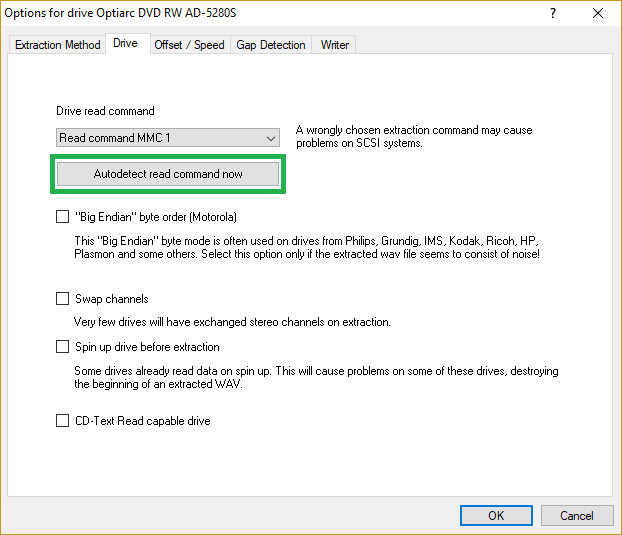 Options for drive Optiarc DVD RW AD-5280S
Extraction Method Drive Offset / Speed Gap Detection Writer
Drive read command
Read command MMC 1
A wrongly chosen extraction command may cause
problems on SCSI systems.
Autodetect read command now
"Big Endian" byte order (Motorola)
This "Big Endian" byte mode is often used on drives from Philips, Grundig, IMS, Kodak, Ricoh, HP,
Plasmon and some others. Select this option only if the extracted wav file seems to consist of noise!
Swap channels
Very few drives will have exchanged stereo channels on extraction.
Spin up drive before extraction
Some drives already read data on spin up. This will cause problems on some of these drives, destroying
the beginning of an extracted WAV.
CD-Text Read capable drive
OK Cancel